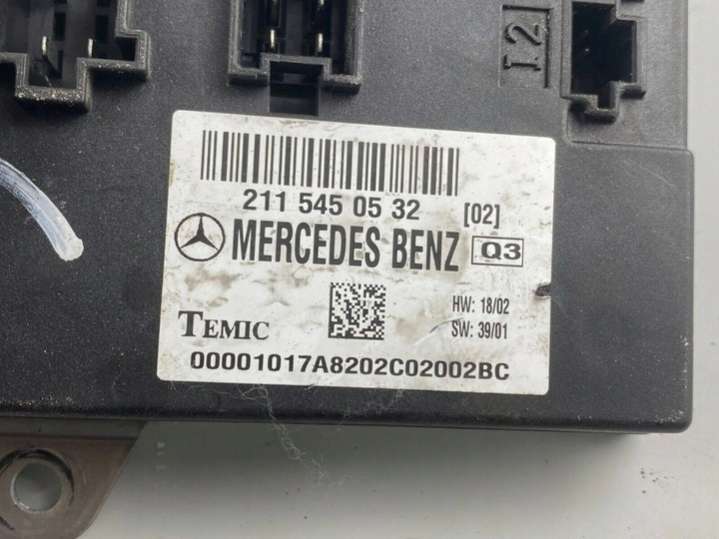 I2
211 545 05 32 [02]
MERCEDES BENZ Q3
HW: 18/02
TEMIC SW: 39/01
00001017A8202C02002BC